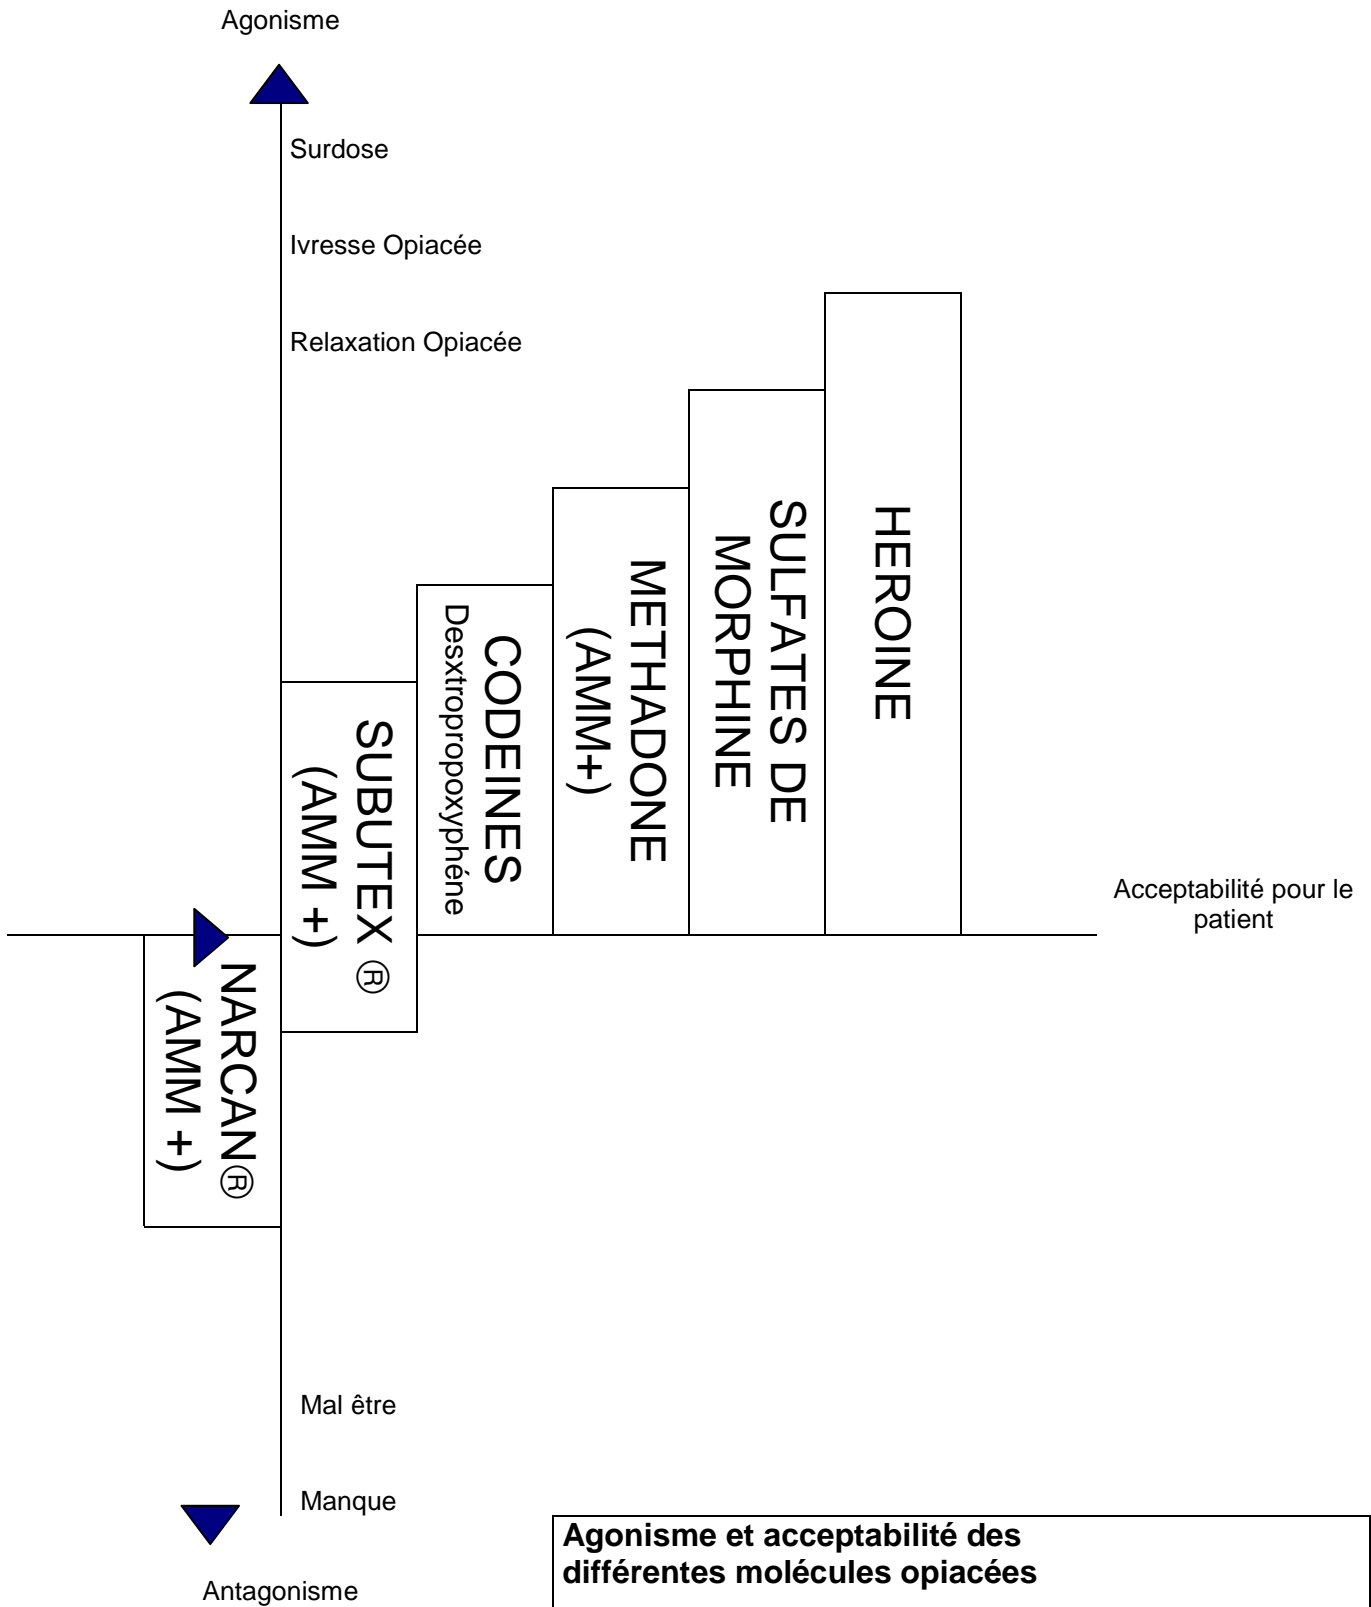 Agonisme
Surdose
Ivresse Opiacée
Relaxation Opiacée
HEROINE
SULFATES DE
MORPHINE
METHADONE
(AMM+)
CODEINES
Desxtropropoxyphéne
SUBUTEX ®
(AMM +)
NARCAN®
(AMM +)
Acceptabilité pour le
patient
Mal être
Manque
Antagonisme
Agonisme et acceptabilité des
différentes molécules opiacées